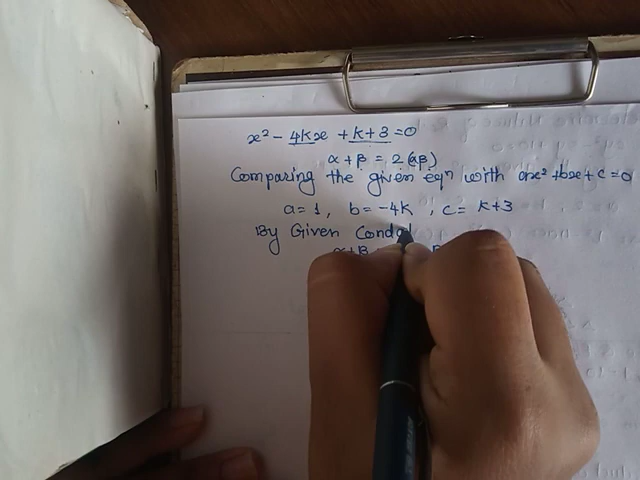 x² - 4kx + k+3 = 0
α + β = 2(αβ)
Comparing the given eqn with ax² + bx + c = 0
a = 1, b = -4k, c = k+3
By Given Cond
α+β